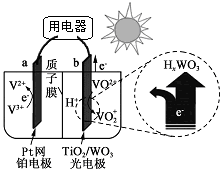 用电器
a
质子膜
b
e⁻
V²⁺
e⁻
V³⁺
VO²⁺
H⁺
VO₂⁺
HₓWO₃
e⁻
Pt网
铂电极
TiO₂/WO₃
光电极